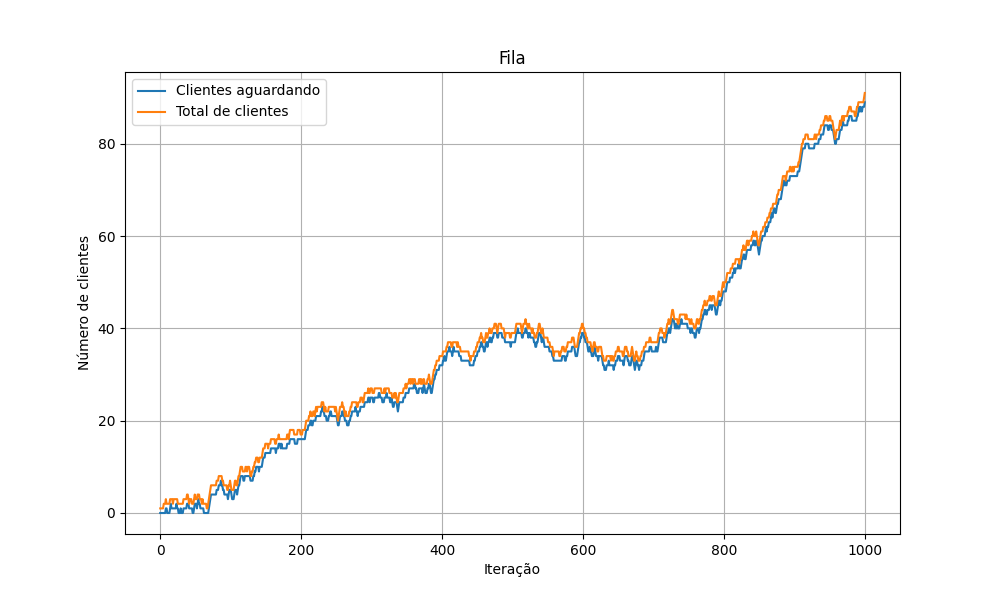 Fila
Clientes aguardando
Total de clientes
80
60
40
20
0
Número de clientes
0 200 400 600 800 1000
Iteração